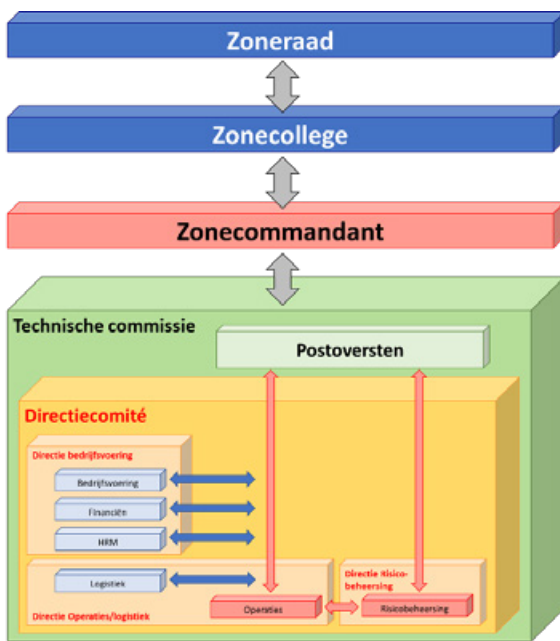 Zoneraad
Zonecollege
Zonecommandant
Technische commissie
Postoversten
Directiecomité
Directie bedrijfsvoering
Bedrijfsvoering
Financiën
HRM
Logistiek
Directie Operaties/logistiek
Operaties
Directie Risico-
beheersing
Risicobeheersing